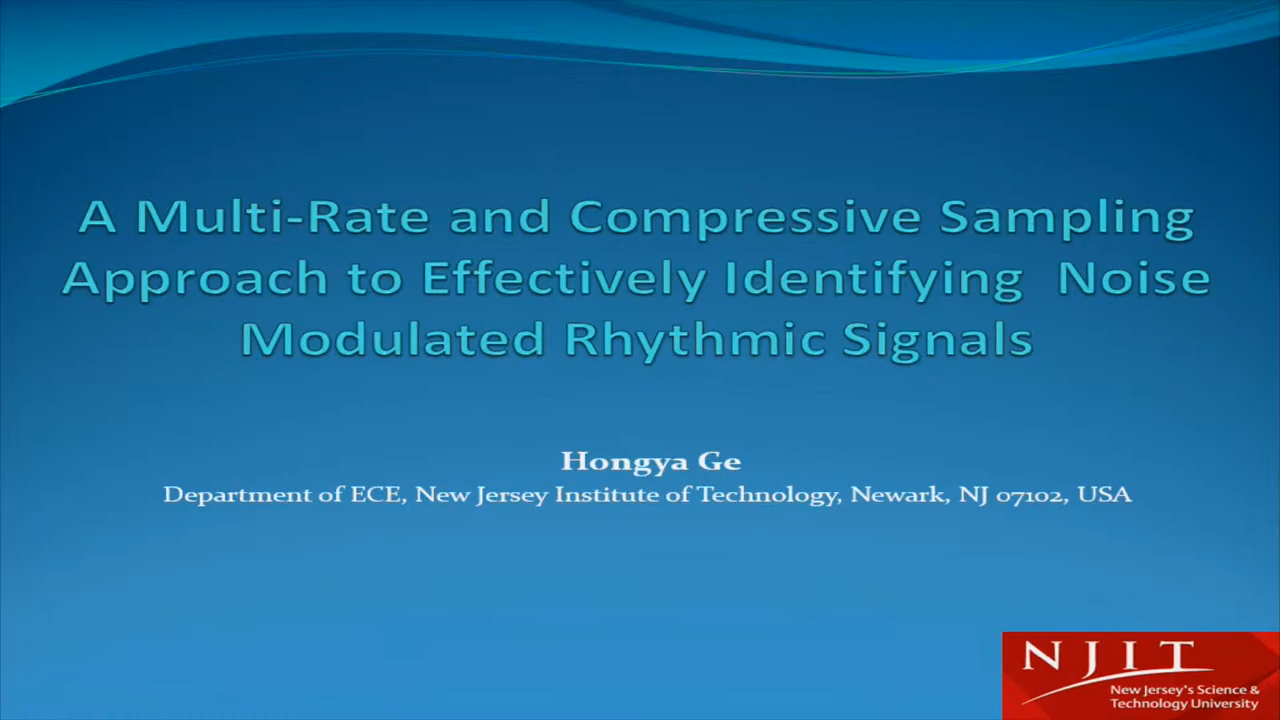 A Multi-Rate and Compressive Sampling
Approach to Effectively Identifying Noise
Modulated Rhythmic Signals
Hongya Ge
Department of ECE, New Jersey Institute of Technology, Newark, NJ 07102, USA
NJIT
New Jersey's Science &
Technology University